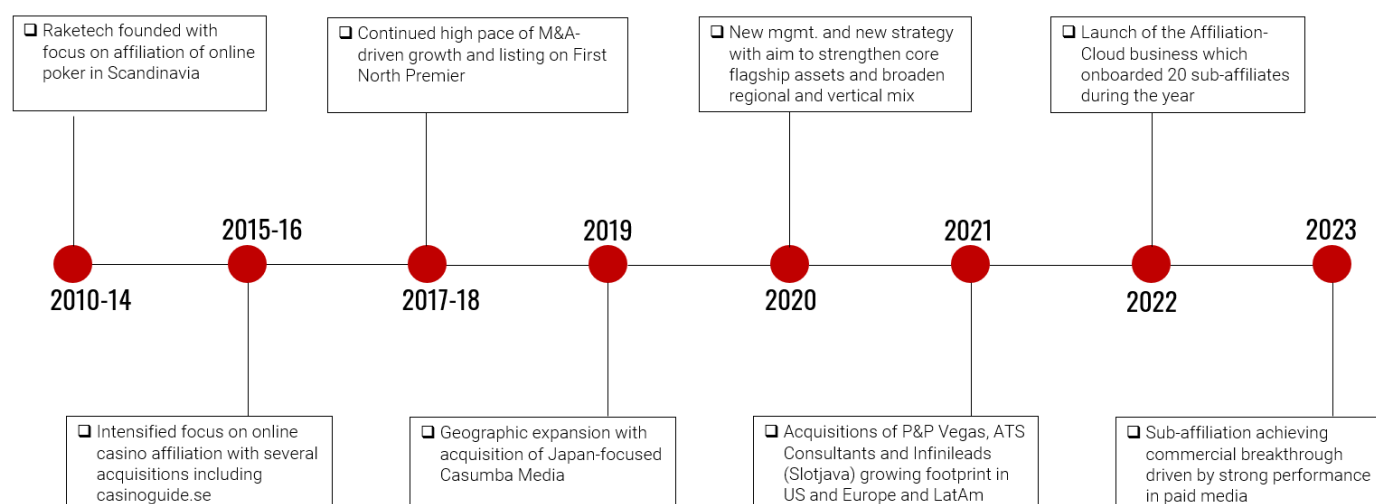 Raketech founded with
focus on affiliation of online
poker in Scandinavia
Continued high pace of M&A-
driven growth and listing on First
North Premier
New mgmt. and new strategy
with aim to strengthen core
flagship assets and broaden
regional and vertical mix
Launch of the Affiliation-
Cloud business which
onboarded 20 sub-affiliates
during the year
2015-16
2019
2021
2023
2010-14
2017-18
2020
2022
Intensified focus on online
casino affiliation with several
acquisitions including
casinoguide.se
Geographic expansion with
acquisition of Japan-focused
Casumba Media
Acquisitions of P&P Vegas, ATS
Consultants and Infinileads
(Slotjava) growing footprint in
US and Europe and LatAm
Sub-affiliation achieving
commercial breakthrough
driven by strong performance
in paid media